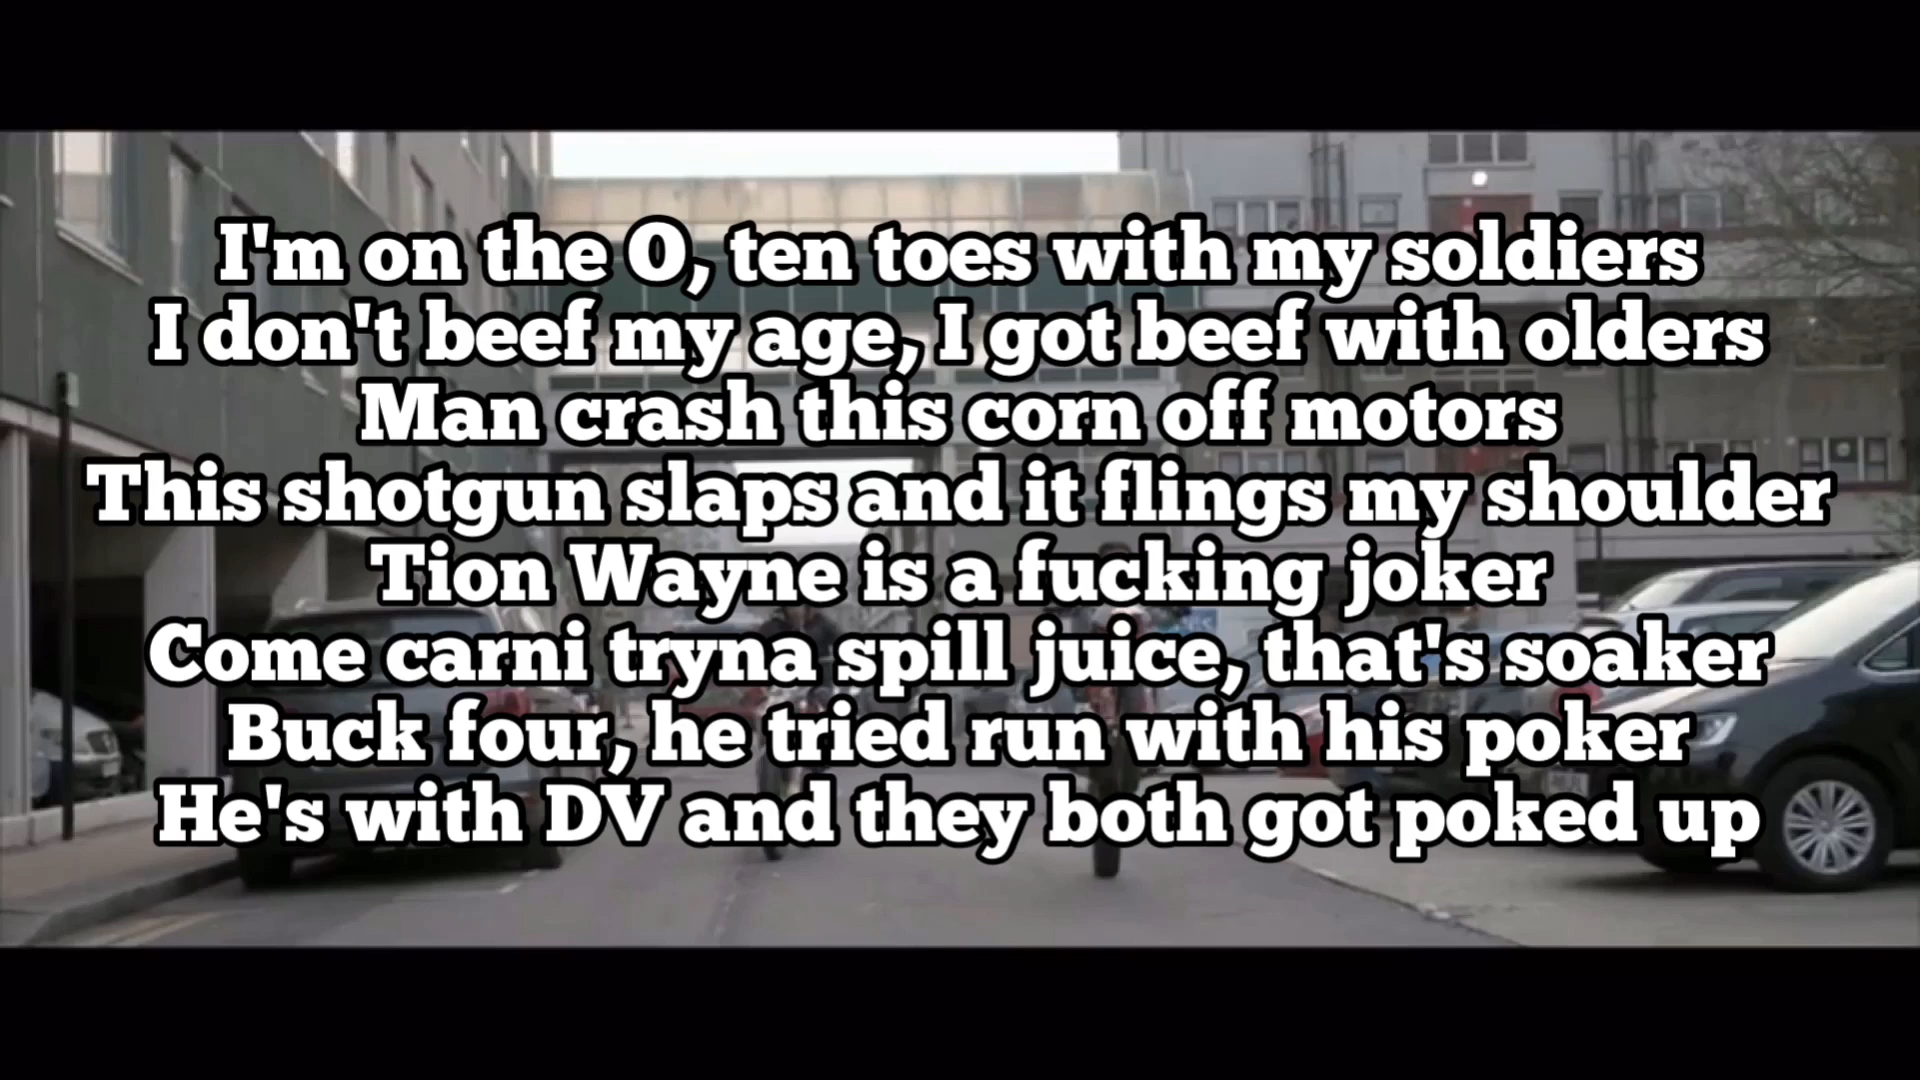 I'm on the O, ten toes with my soldiers
I don't beef my age, I got beef with olders
Man crash this corn off motors
This shotgun slaps and it flings my shoulder
Tion Wayne is a fucking joker
Come carni tryna spill juice, that's soaker
Buck four, he tried run with his poker
He's with DV and they both got poked up